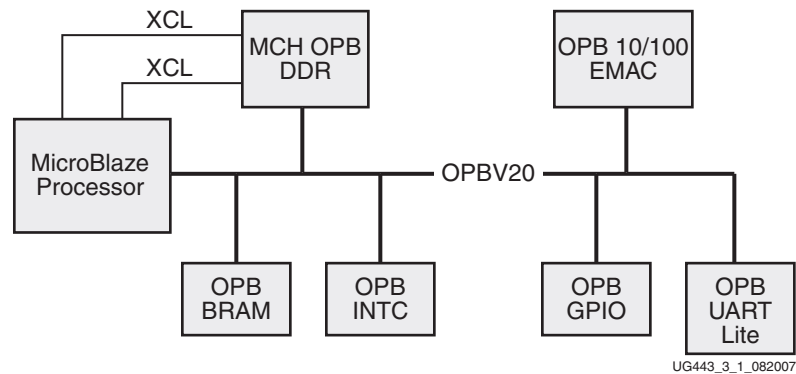 XCL
XCL
MCH OPB
DDR
OPB 10/100
EMAC
MicroBlaze
Processor
OPBV20
OPB
BRAM
OPB
INTC
OPB
GPIO
OPB
UART
Lite
UG443_3_1_082007